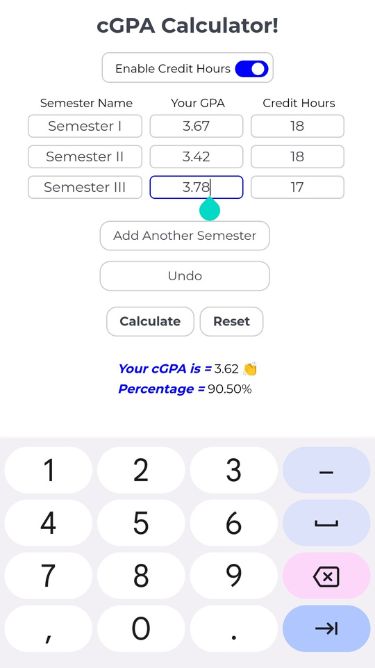 cGPA Calculator!
Enable Credit Hours
Semester Name Your GPA Credit Hours
Semester I 3.67 18
Semester II 3.42 18
Semester III 3.78 17
Add Another Semester
Undo
Calculate Reset
Your cGPA is = 3.62 👏
Percentage = 90.50%
1 2 3 –
4 5 6
7 8 9
, 0 .